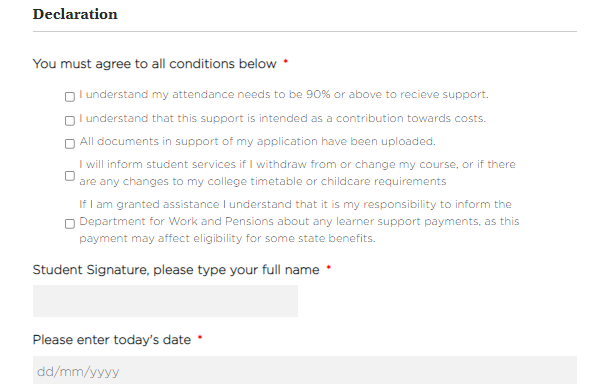 Declaration
You must agree to all conditions below *
I understand my attendance needs to be 90% or above to recieve support.
I understand that this support is intended as a contribution towards costs.
All documents in support of my application have been uploaded.
I will inform student services if I withdraw from or change my course, or if there
are any changes to my college timetable or childcare requirements
If I am granted assistance I understand that it is my responsibility to inform the
Department for Work and Pensions about any learner support payments, as this
payment may affect eligibility for some state benefits.
Student Signature, please type your full name *
Please enter today's date *
dd/mm/yyyy